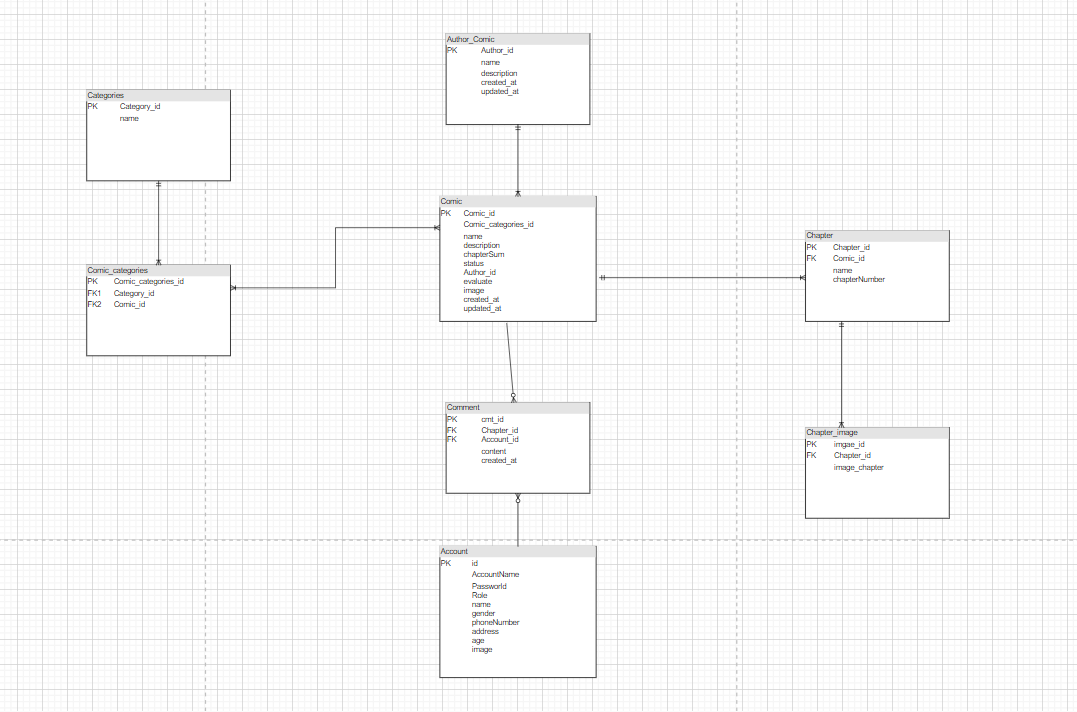 Author_Comic
PK Author_id
name
description
created_at
updated_at
Categories
PK Category_id
name
Comic
PK Comic_id
Comic_categories_id
name
description
chapterSum
status
Author_id
evaluate
image
created_at
updated_at
Chapter
PK Chapter_id
FK Comic_id
name
chapterNumber
Comic_categories
PK Comic_categories_id
FK1 Category_id
FK2 Comic_id
Comment
PK cmt_id
FK Chapter_id
FK Account_id
content
created_at
Chapter_image
PK imgae_id
FK Chapter_id
image_chapter
Account
PK id
AccountName
Passworld
Role
name
gender
phoneNumber
address
age
image